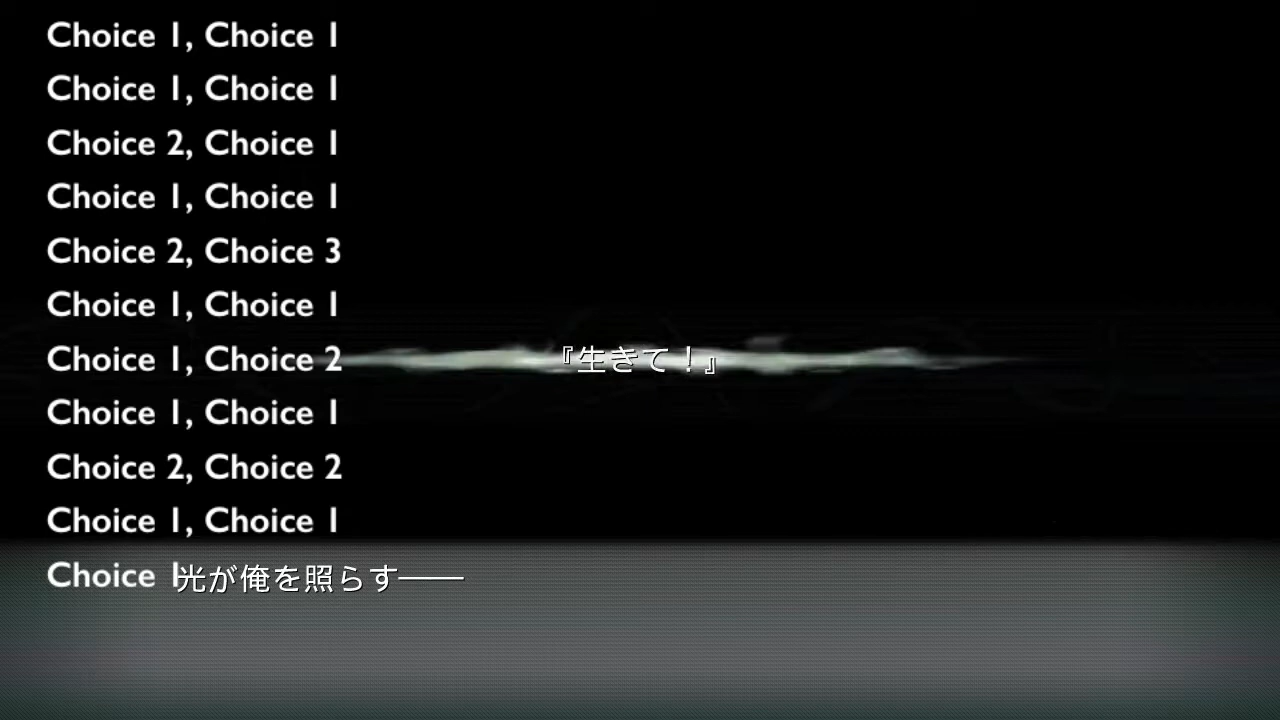 Choice 1, Choice 1
Choice 1, Choice 1
Choice 2, Choice 1
Choice 1, Choice 1
Choice 2, Choice 3
Choice 1, Choice 1
Choice 1, Choice 2
『生きて！』
Choice 1, Choice 1
Choice 2, Choice 2
Choice 1, Choice 1
Choice 1
光が俺を照らす――